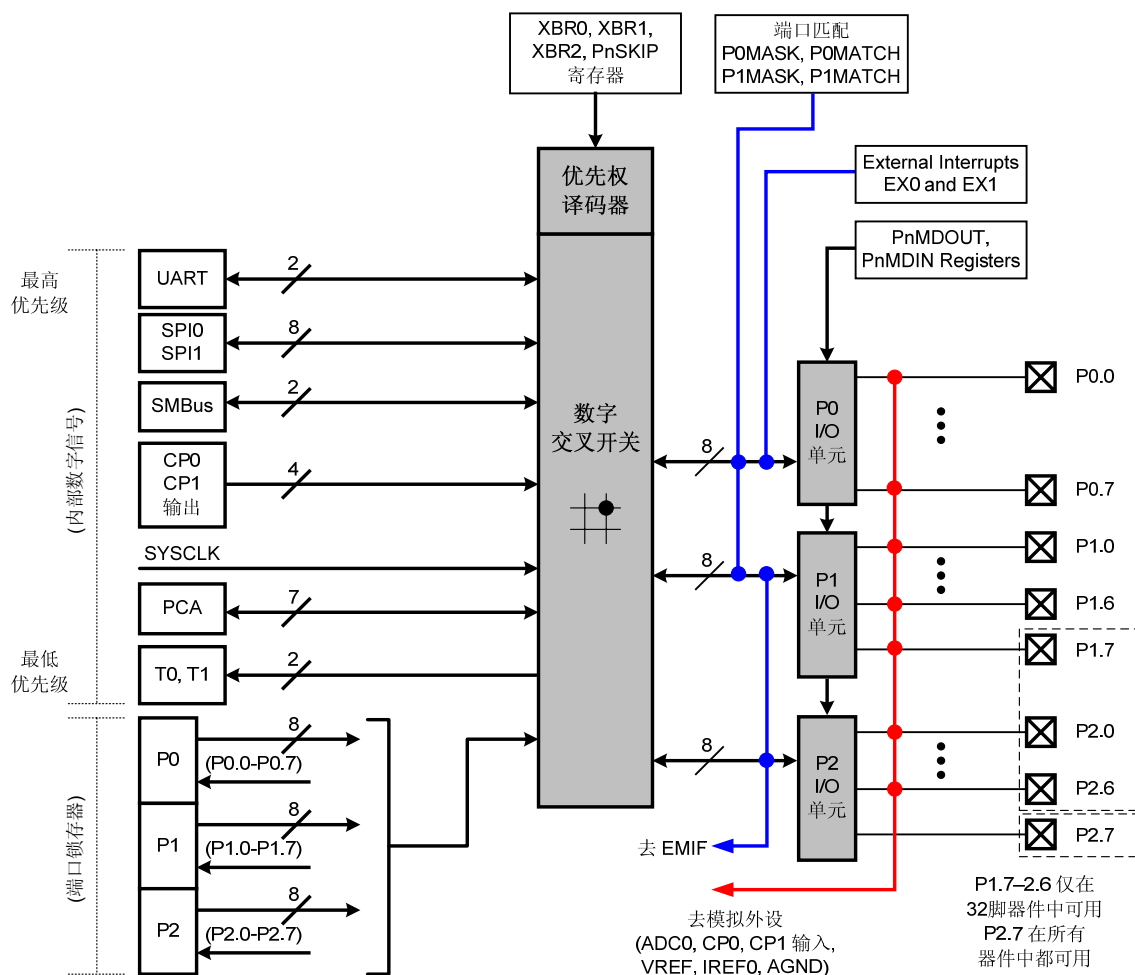 XBR0, XBR1,
XBR2, PnSKIP
寄存器
端口匹配
P0MASK, P0MATCH
P1MASK, P1MATCH
优先权
译码器
External Interrupts
EX0 and EX1
PnMDOUT,
PnMDIN Registers
最高
优先级
(内部数字信号)
最低
优先级
UART
2
SPI0
SPI1
8
SMBus
2
CP0
CP1
输出
4
SYSCLK
PCA
7
T0, T1
2
数字
交叉开关
8
8
8
P0
I/O
单元
P1
I/O
单元
P2
I/O
单元
P0.0
P0.7
P1.0
P1.6
P1.7
P2.0
P2.6
P2.7
(端口锁存器)
P0
8
(P0.0-P0.7)
P1
8
(P1.0-P1.7)
P2
8
(P2.0-P2.7)
去 EMIF
去模拟外设
(ADC0, CP0, CP1 输入,
VREF, IREF0, AGND)
P1.7–2.6 仅在
32脚器件中可用
P2.7 在所有
器件中都可用